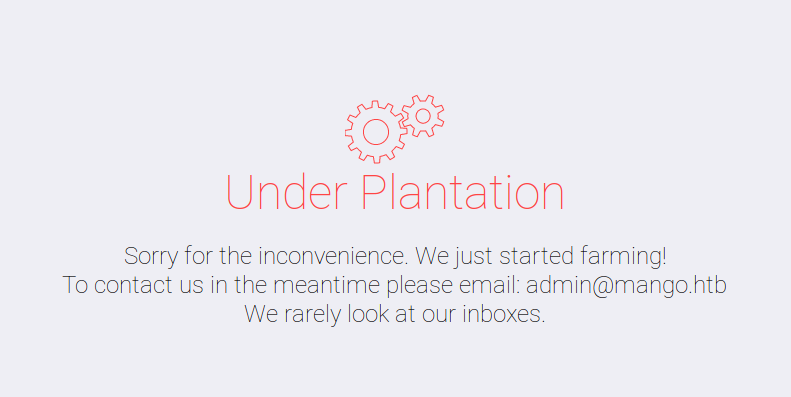 Under Plantation
Sorry for the inconvenience. We just started farming!
To contact us in the meantime please email: admin@mango.htb
We rarely look at our inboxes.